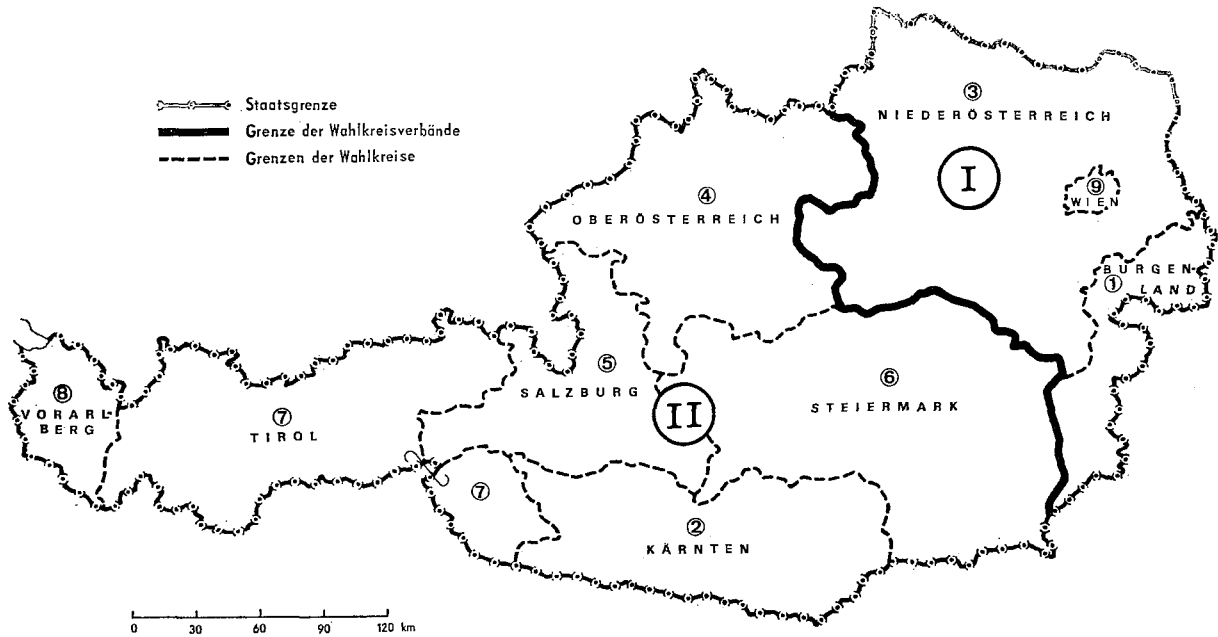 Staatsgrenze
Grenze der Wahlkreisverbände
Grenzen der Wahlkreise
③
NIEDERÖSTERREICH
I
⑨
WIEN
④
OBERÖSTERREICH
①
BURGEN-
LAND
⑤
SALZBURG
⑥
STEIERMARK
II
⑧
VORARL-
BERG
⑦
TIROL
⑦
②
KÄRNTEN
0 30 60 90 120 km